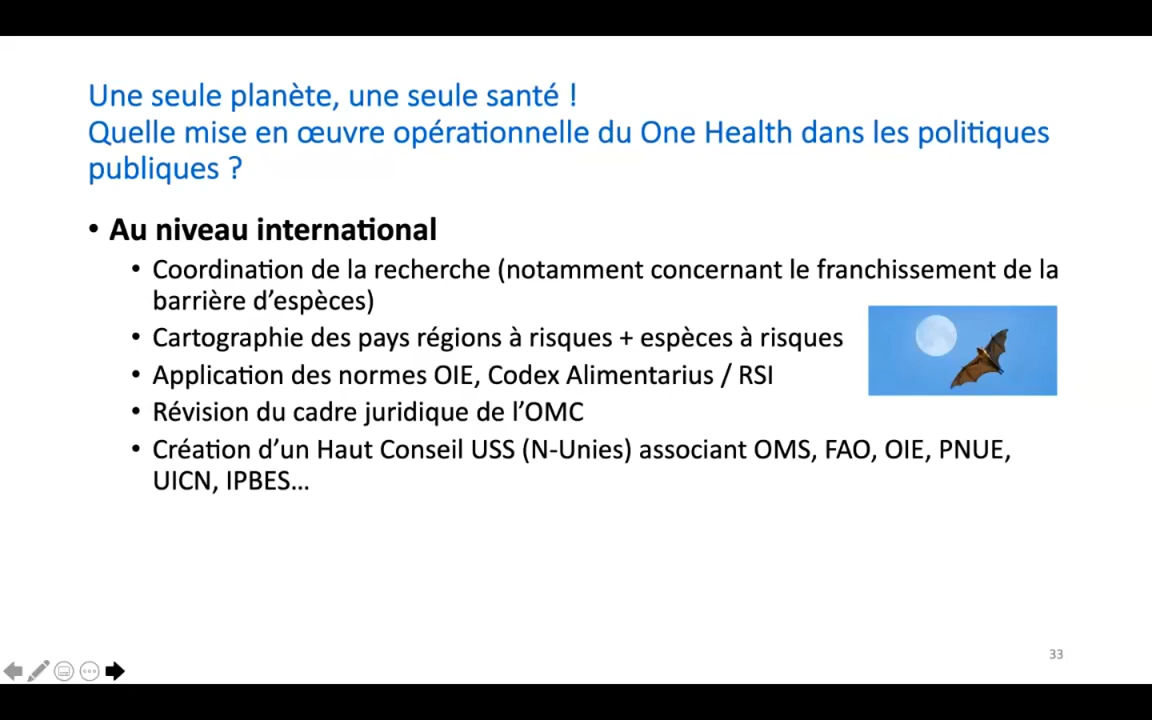 Une seule planète, une seule santé !
Quelle mise en œuvre opérationnelle du One Health dans les politiques
publiques ?
• Au niveau international
• Coordination de la recherche (notamment concernant le franchissement de la
barrière d’espèces)
• Cartographie des pays régions à risques + espèces à risques
• Application des normes OIE, Codex Alimentarius / RSI
• Révision du cadre juridique de l’OMC
• Création d’un Haut Conseil USS (N-Unies) associant OMS, FAO, OIE, PNUE,
UICN, IPBES…
33